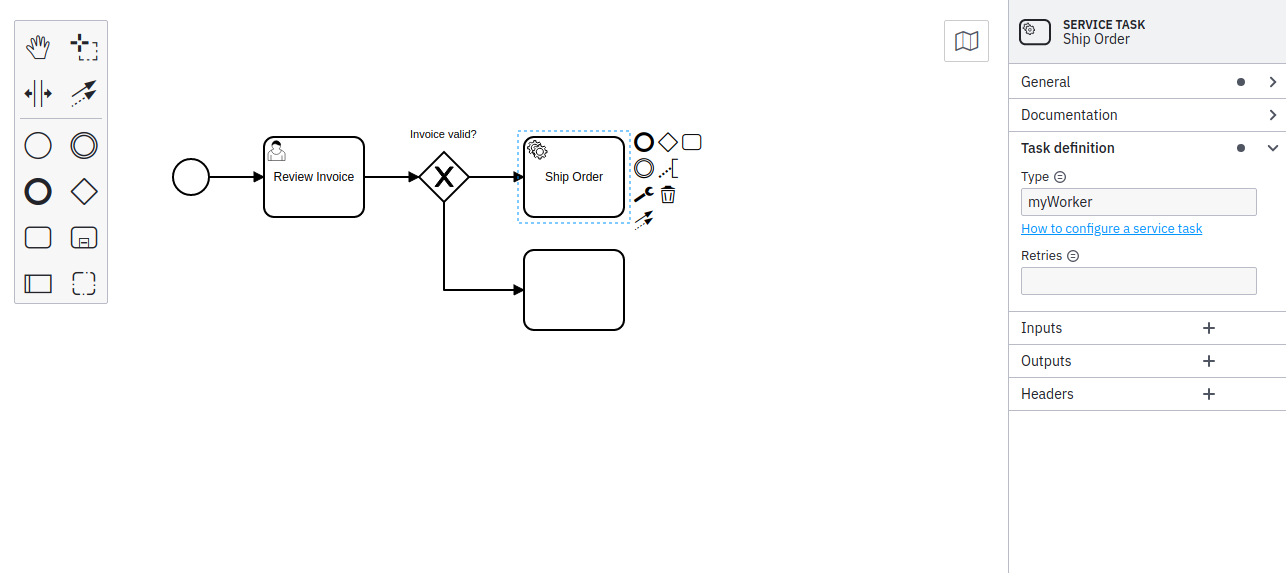 Invoice valid?
Review Invoice
Ship Order
SERVICE TASK
Ship Order
General
Documentation
Task definition
Type
myWorker
How to configure a service task
Retries
Inputs
Outputs
Headers